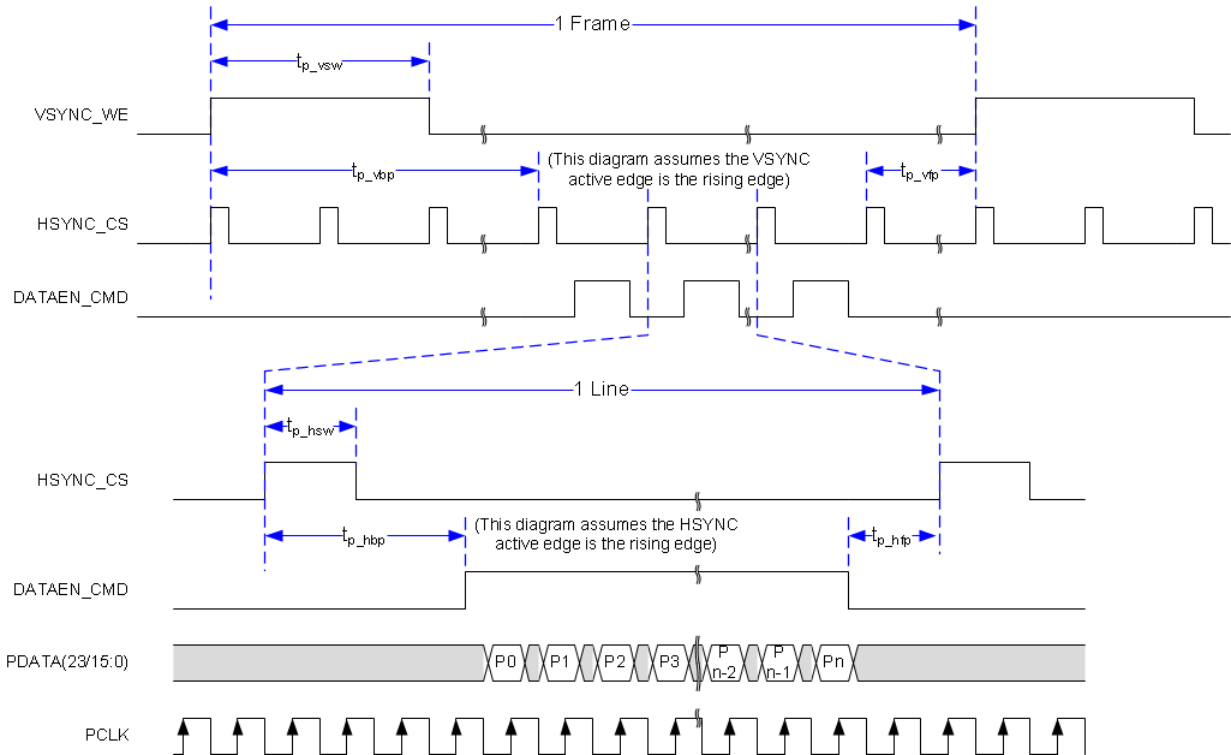 1 Frame
tp_vsw
VSYNC_WE
tp_vbp
(This diagram assumes the VSYNC
active edge is the rising edge)
tp_vfp
HSYNC_CS
DATAEN_CMD
1 Line
tp_hsw
HSYNC_CS
tp_hbp
(This diagram assumes the HSYNC
active edge is the rising edge)
tp_hfp
DATAEN_CMD
PDATA(23/15:0)
P0
P1
P2
P3
P
n-2
P
n-1
Pn
PCLK